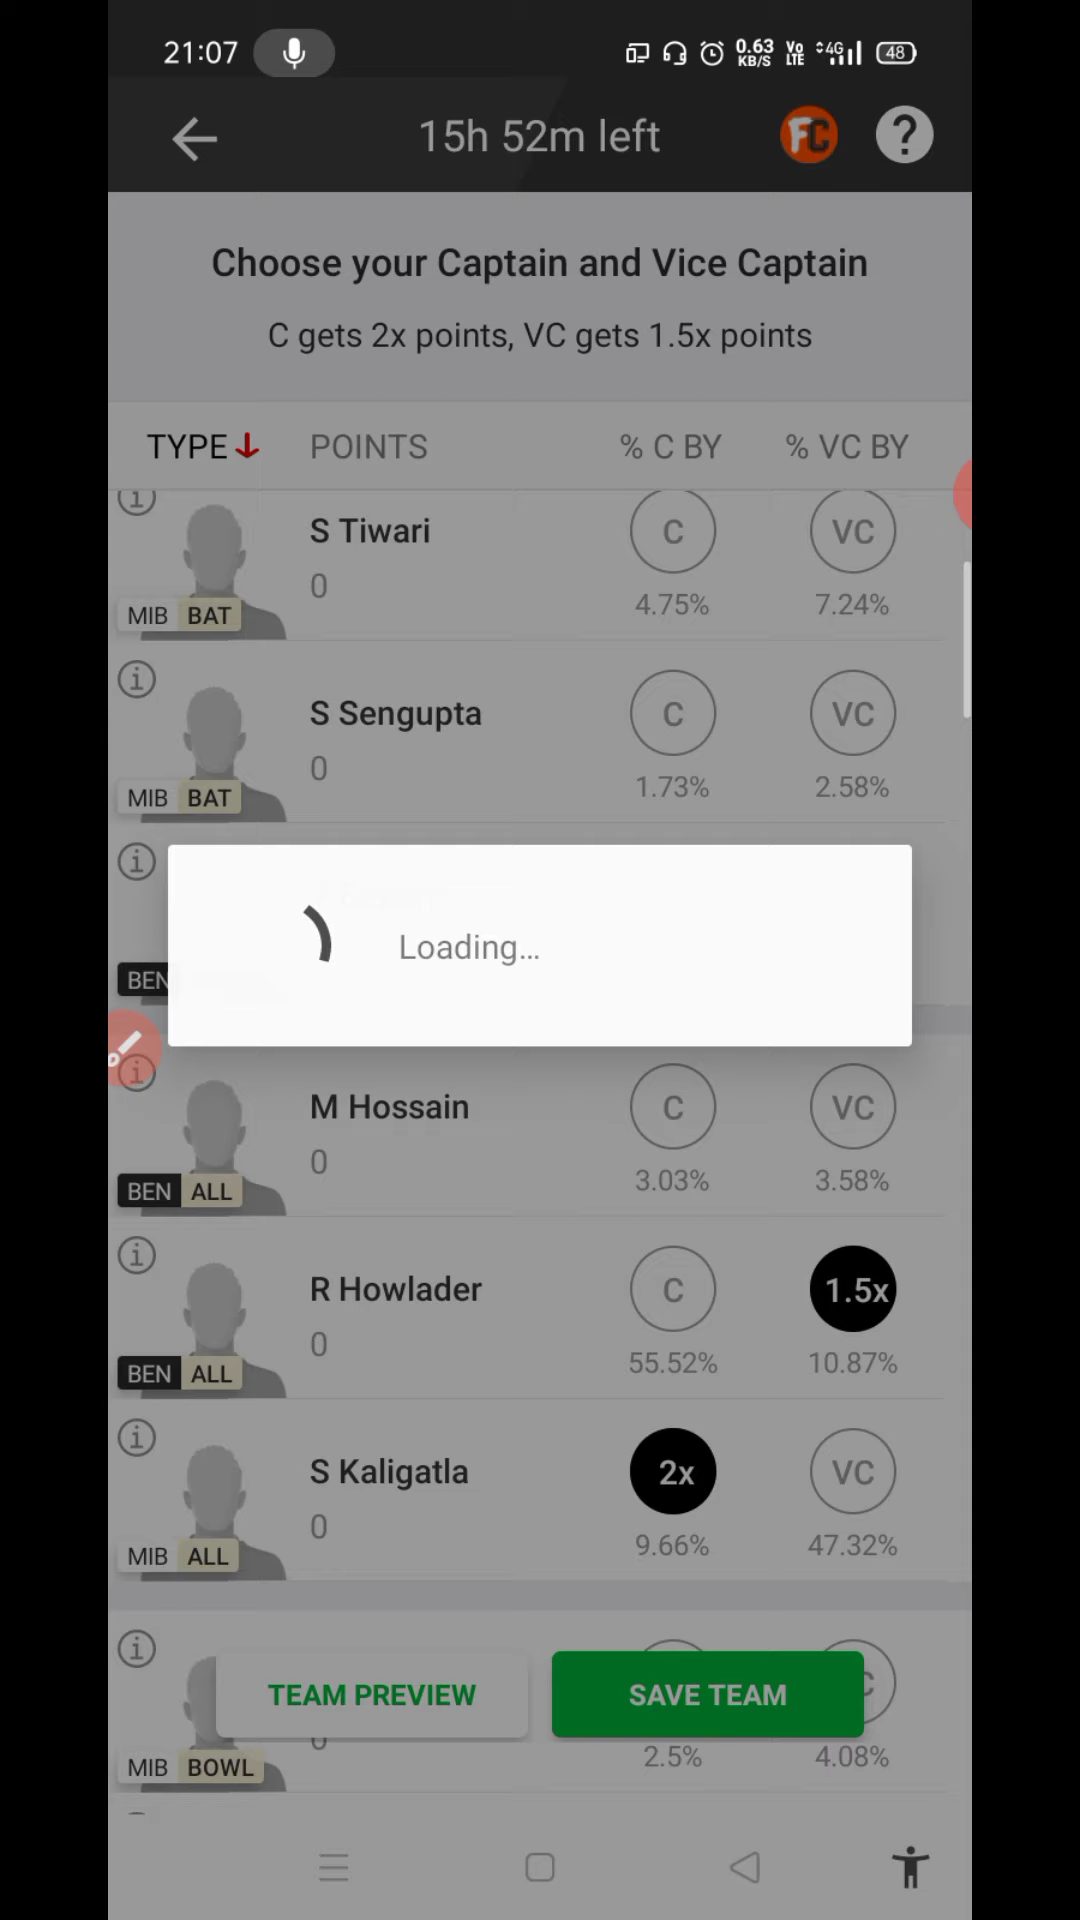 21:07
0.63
KB/S
Vo
LTE
4G
48
15h 52m left
FC
?
Choose your Captain and Vice Captain
C gets 2x points, VC gets 1.5x points
TYPE POINTS % C BY % VC BY
S Tiwari C VC
0
4.75% 7.24%
MIB BAT
S Sengupta C VC
0
1.73% 2.58%
MIB BAT
Loading...
BEN
M Hossain C VC
0
3.03% 3.58%
BEN ALL
R Howlader C 1.5x
0
55.52% 10.87%
BEN ALL
S Kaligatla 2x VC
0
9.66% 47.32%
MIB ALL
TEAM PREVIEW SAVE TEAM
2.5% 4.08%
MIB BOWL